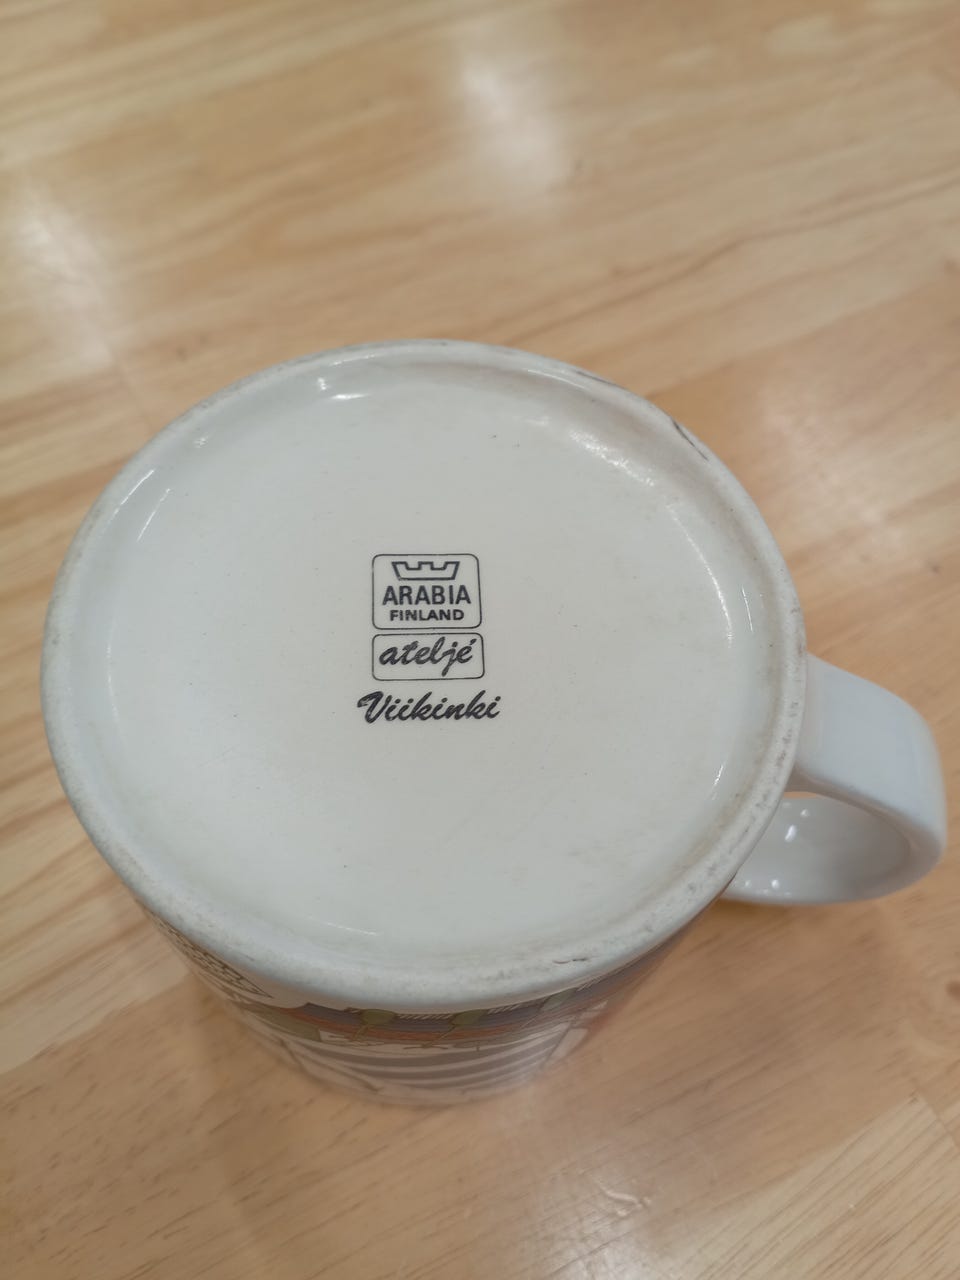 ARABIA
FINLAND
ateljé
Viikinki